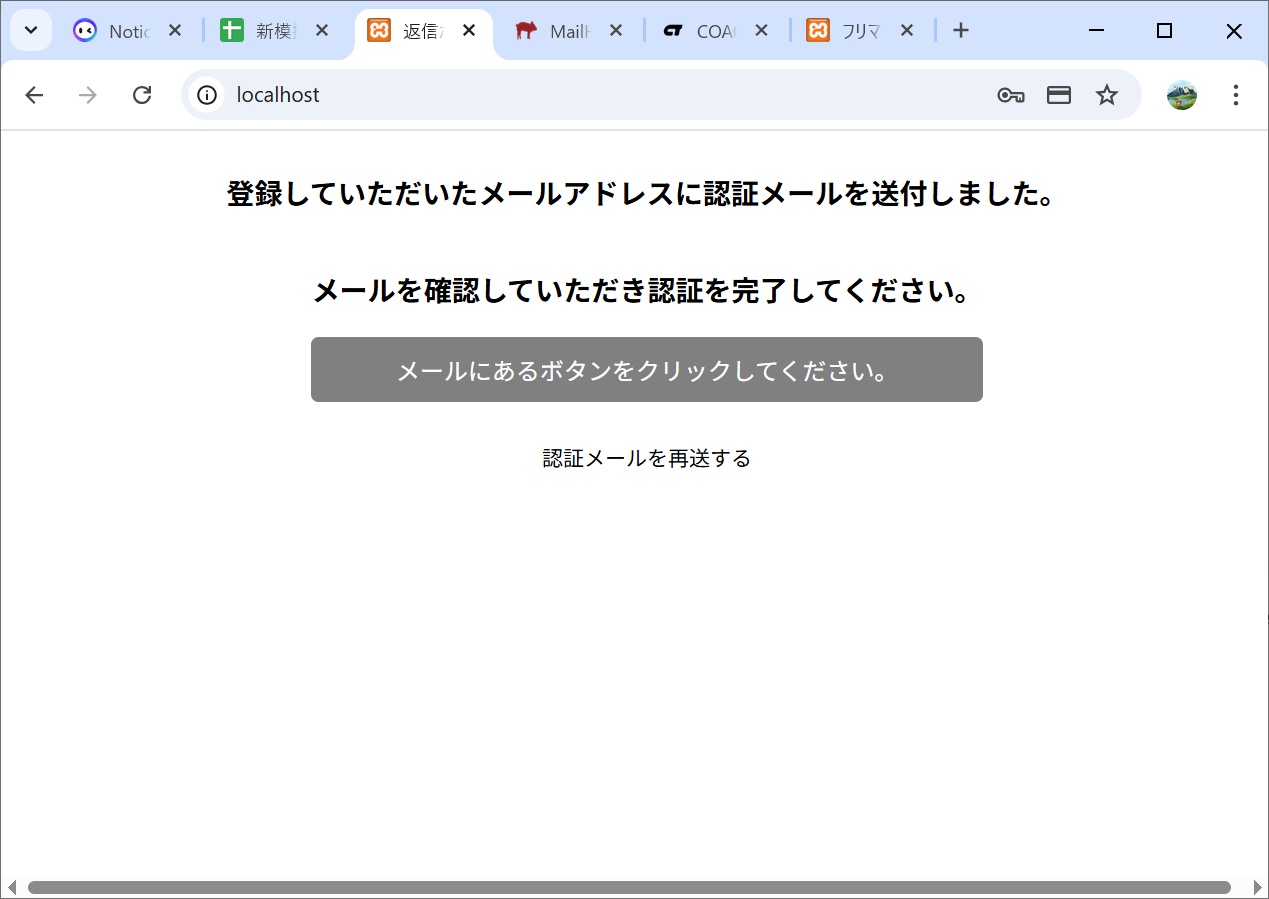 Notic
新模
返信
Mail
COAC
フリマ
localhost
登録していただいたメールアドレスに認証メールを送付しました。
メールを確認していただき認証を完了してください。
メールにあるボタンをクリックしてください。
認証メールを再送する